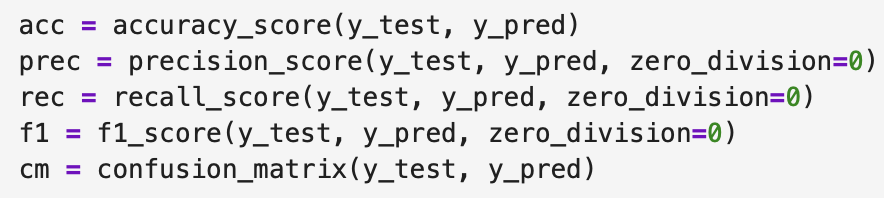 acc = accuracy_score(y_test, y_pred)
prec = precision_score(y_test, y_pred, zero_division=0)
rec = recall_score(y_test, y_pred, zero_division=0)
f1 = f1_score(y_test, y_pred, zero_division=0)
cm = confusion_matrix(y_test, y_pred)